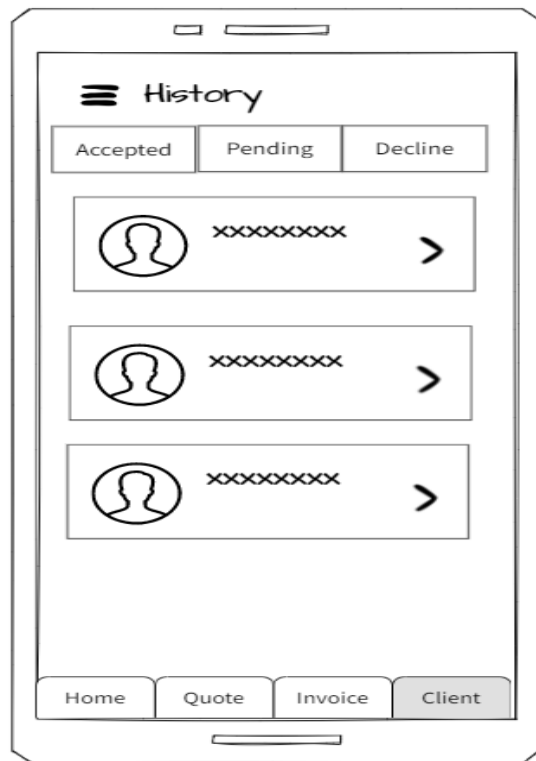 History
Accepted Pending Decline
xxxxxxxx
xxxxxxxx
xxxxxxxx
Home Quote Invoice Client